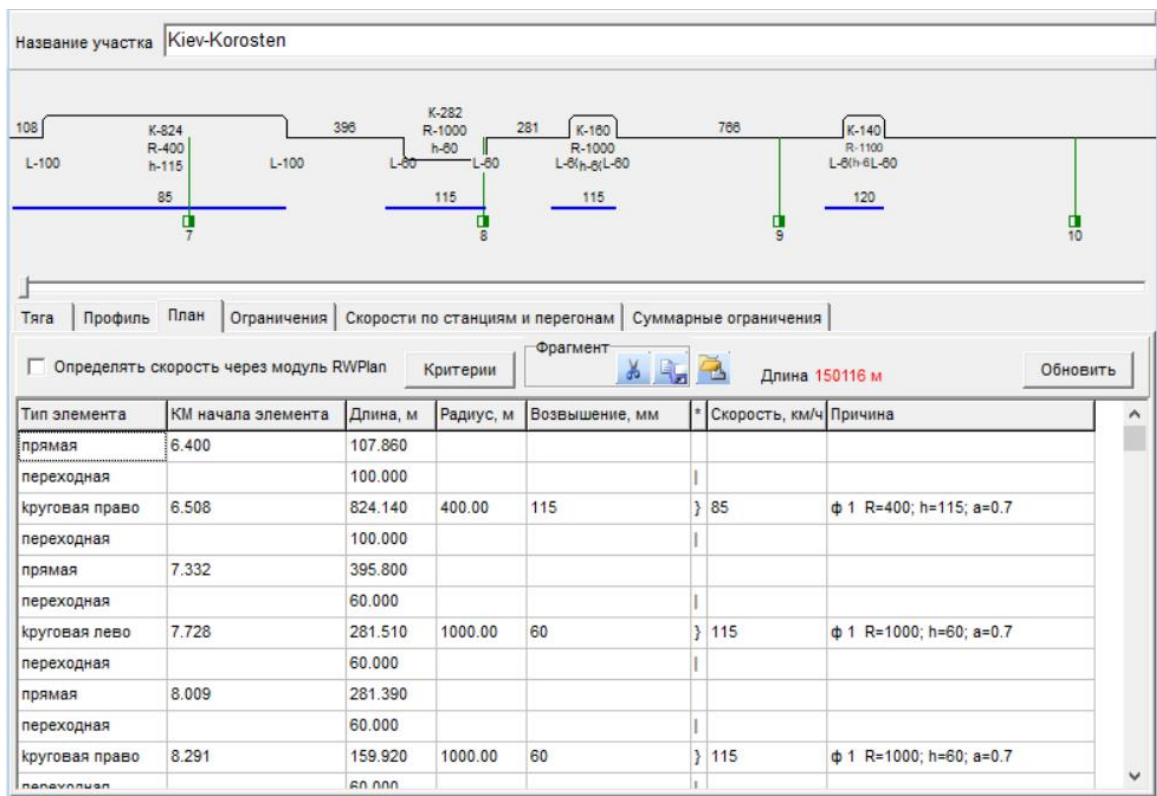 Название участка Kiev-Korosten
108 K-824 396 K-282 281 K-160 766 K-140
R-400 R-1000 R-1000 R-1100
L-100 h-115 L-100 L-60 h-60 L-60 L-60
85 115 115 120
7 8 9 10
Тяга Профиль План Ограничения Скорости по станциям и перегонам Суммарные ограничения
Определять скорость через модуль RWPlan Критерии Фрагмент Длина 150116 м Обновить
Тип элемента КМ начала элемента Длина, м Радиус, м Возвышение, мм * Скорость, км/ч Причина
прямая 6.400 107.860
переходная 100.000 |
круговая право 6.508 824.140 400.00 115 } 85 ф 1 R=400; h=115; a=0.7
переходная 100.000 |
прямая 7.332 395.800
переходная 60.000 |
круговая лево 7.728 281.510 1000.00 60 } 115 ф 1 R=1000; h=60; a=0.7
переходная 60.000 |
прямая 8.009 281.390
переходная 60.000 |
круговая право 8.291 159.920 1000.00 60 } 115 ф 1 R=1000; h=60; a=0.7
переходная 60.000 |